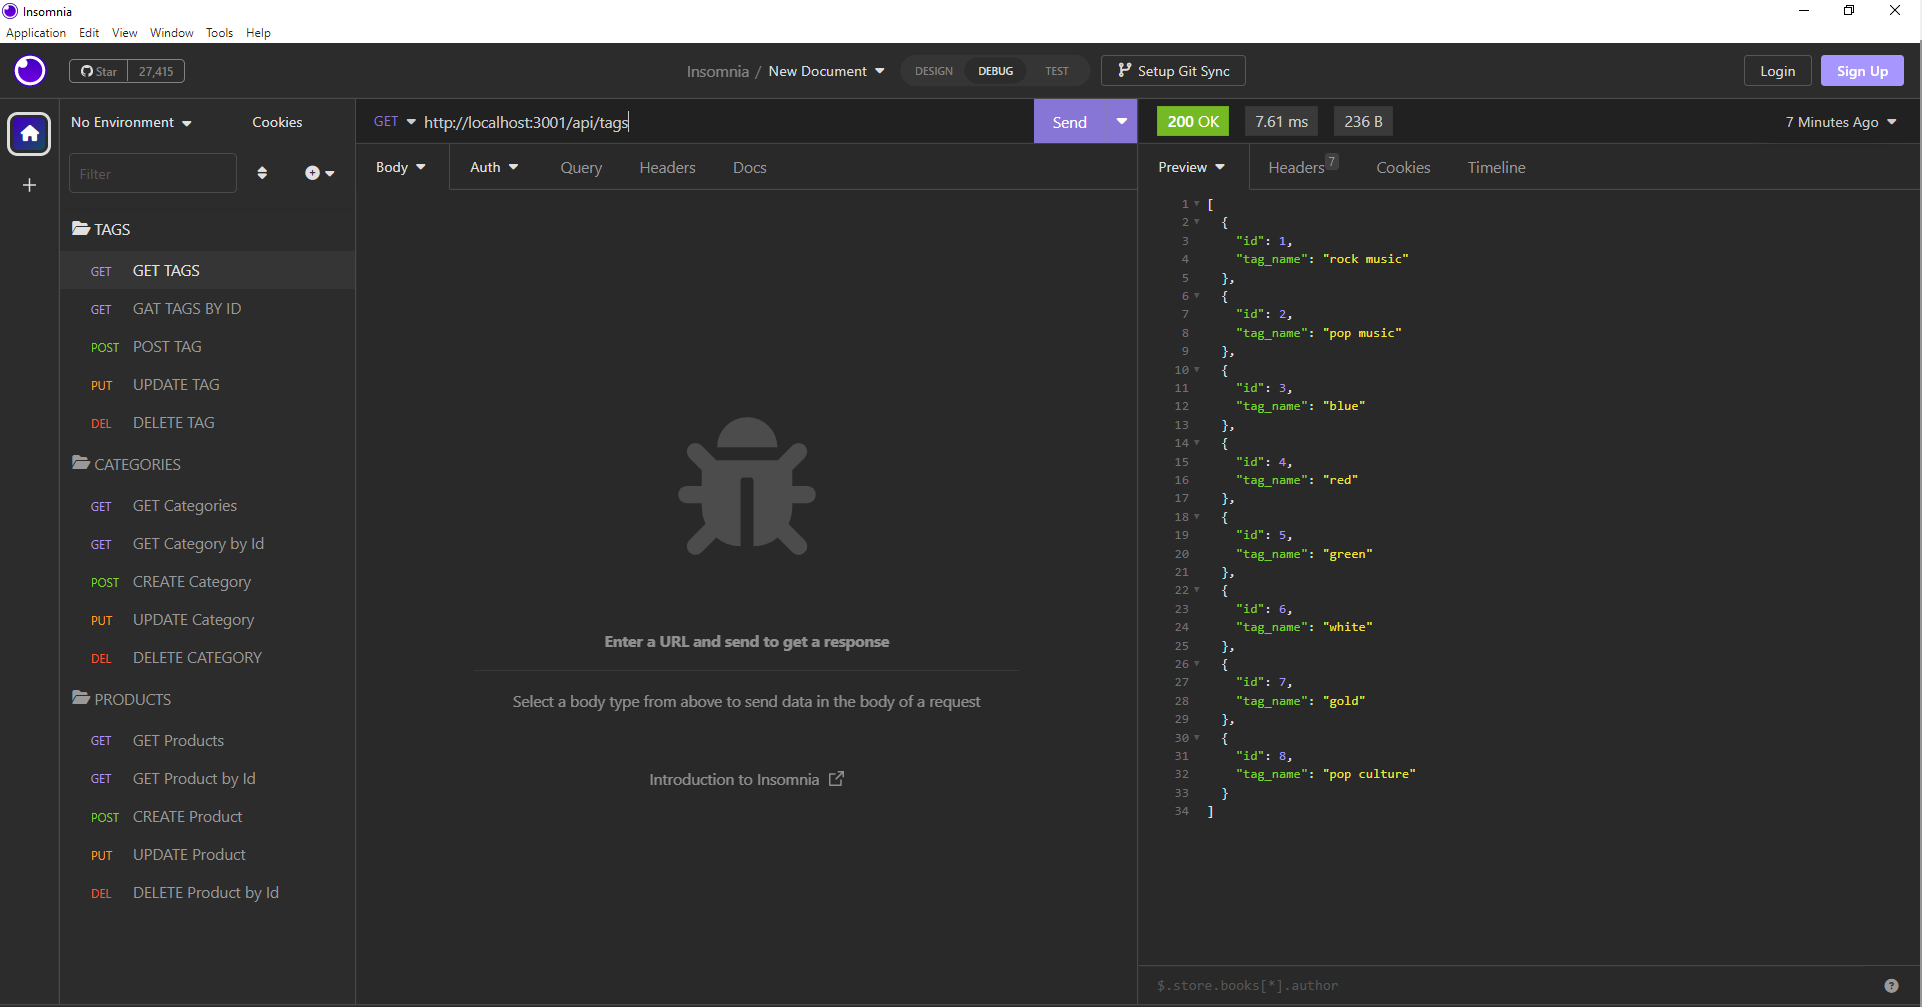 Insomnia
Application Edit View Window Tools Help
Star 27,415
Insomnia / New Document
DESIGN DEBUG TEST
Setup Git Sync
Login
Sign Up
No Environment
Cookies
Filter
TAGS
GET GET TAGS
GET GAT TAGS BY ID
POST POST TAG
PUT UPDATE TAG
DEL DELETE TAG
CATEGORIES
GET GET Categories
GET GET Category by Id
POST CREATE Category
PUT UPDATE Category
DEL DELETE CATEGORY
PRODUCTS
GET GET Products
GET GET Product by Id
POST CREATE Product
PUT UPDATE Product
DEL DELETE Product by Id
GET http://localhost:3001/api/tags
Send
Body Auth Query Headers Docs
Enter a URL and send to get a response
Select a body type from above to send data in the body of a request
Introduction to Insomnia
200 OK 7.61 ms 236 B
7 Minutes Ago
Preview Headers 7 Cookies Timeline
1 [
2 {
3 "id": 1,
4 "tag_name": "rock music"
5 },
6 {
7 "id": 2,
8 "tag_name": "pop music"
9 },
10 {
11 "id": 3,
12 "tag_name": "blue"
13 },
14 {
15 "id": 4,
16 "tag_name": "red"
17 },
18 {
19 "id": 5,
20 "tag_name": "green"
21 },
22 {
23 "id": 6,
24 "tag_name": "white"
25 },
26 {
27 "id": 7,
28 "tag_name": "gold"
29 },
30 {
31 "id": 8,
32 "tag_name": "pop culture"
33 }
34 ]
$.store.books[*].author
?